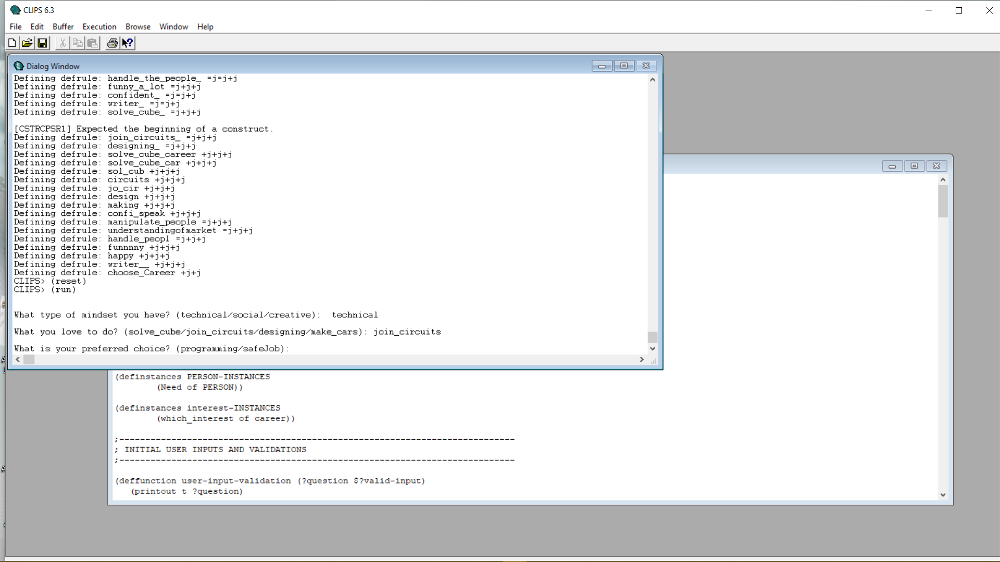 CLIPS 6.3
File Edit Buffer Execution Browse Window Help
Dialog Window
Defining defrule: handle_the_people_ =j=j+j
Defining defrule: funny_a_lot =j+j+j
Defining defrule: confident_ =j=j+j
Defining defrule: writer_ =j=j+j
Defining defrule: solve_cube_ =j+j+j
[CSTRCPSR1] Expected the beginning of a construct.
Defining defrule: join_circuits_ =j+j+j
Defining defrule: designing_ =j+j+j
Defining defrule: solve_cube_career +j+j+j
Defining defrule: solve_cube_car +j+j+j
Defining defrule: sol_cub +j+j+j
Defining defrule: circuits +j+j+j
Defining defrule: jo_cir +j+j+j
Defining defrule: design +j+j+j
Defining defrule: making +j+j+j
Defining defrule: confi_speak +j+j+j
Defining defrule: manipulate_people =j+j+j
Defining defrule: understandingofmarket =j+j+j
Defining defrule: handle_peopl =j+j+j
Defining defrule: funnnny +j+j+j
Defining defrule: happy +j+j+j
Defining defrule: writer__ +j+j+j
Defining defrule: choose_Career +j+j
CLIPS> (reset)
CLIPS> (run)
What type of mindset you have? (technical/social/creative):  technical
What you love to do? (solve_cube/join_circuits/designing/make_cars): join_circuits
What is your preferred choice? (programming/safeJob):
(definstances PERSON-INSTANCES
(Need of PERSON))
(definstances interest-INSTANCES
(which_interest of career))
;----------------------------------------------------------------------------
; INITIAL USER INPUTS AND VALIDATIONS
;----------------------------------------------------------------------------
(deffunction user-input-validation (?question $?valid-input)
(printout t ?question)